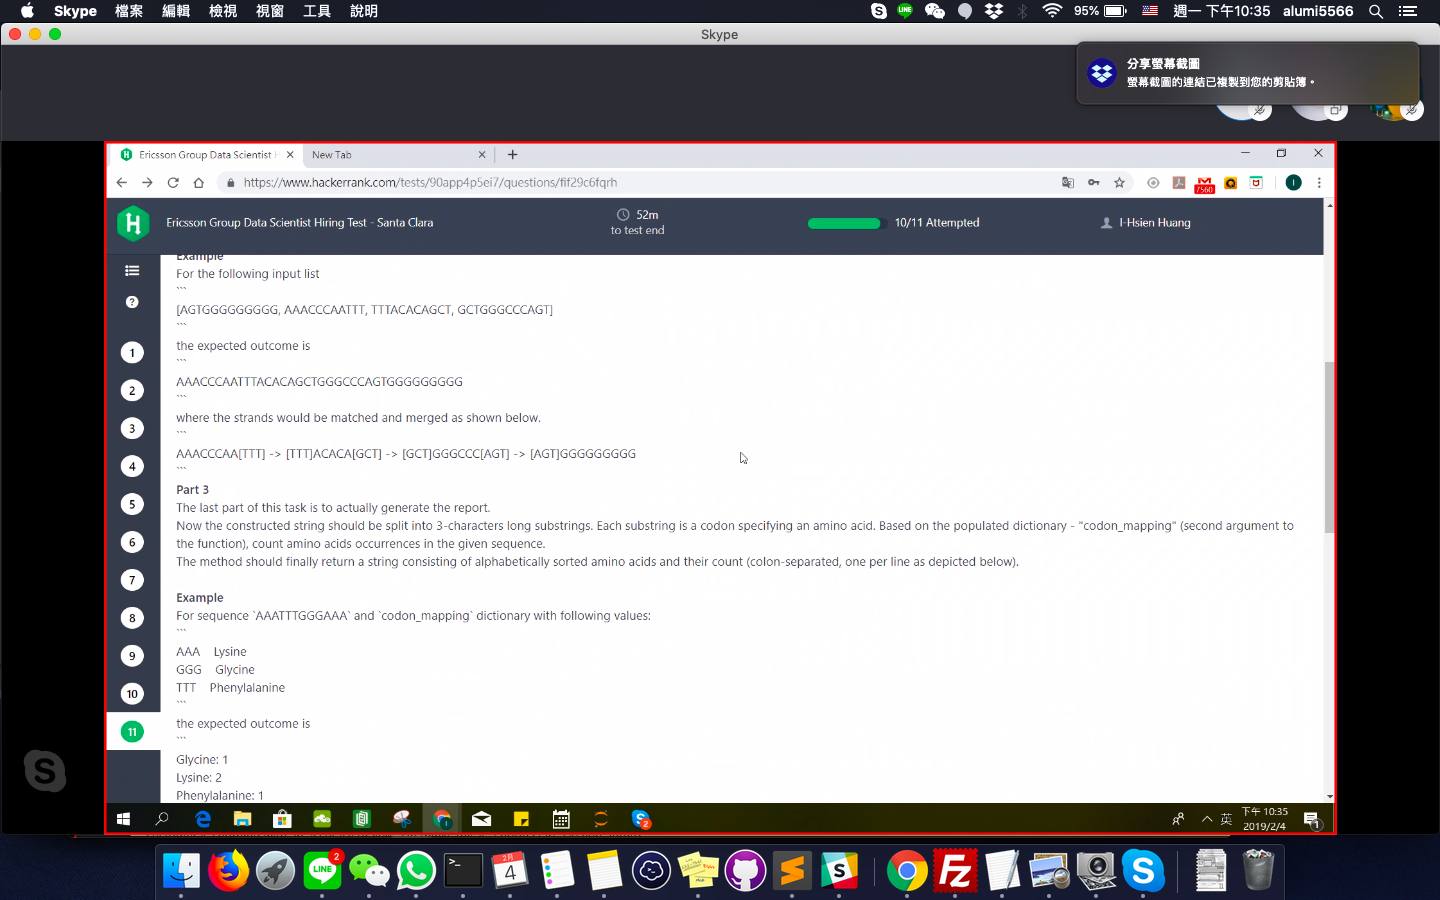 Skype 檔案 編輯 檢視 視窗 工具 說明 95% 週一 下午10:35 alumi5566
Skype
分享螢幕截圖
螢幕截圖的連結已複製到您的剪貼簿。
Ericsson Group Data Scientist H New Tab
https://www.hackerrank.com/tests/90app4p5ei7/questions/fif29c6fqrh
7560
Ericsson Group Data Scientist Hiring Test - Santa Clara
52m
to test end
10/11 Attempted
I-Hsien Huang
Example
For the following input list
```
[AGTGGGGGGGGG, AAACCCAATTT, TTTACACAGCT, GCTGGGCCCAGT]
```
the expected outcome is
```
AAACCCAATTTACACAGCTGGGCCCAGTGGGGGGGGG
```
where the strands would be matched and merged as shown below.
```
AAACCCAA[TTT] -> [TTT]ACACA[GCT] -> [GCT]GGGCCC[AGT] -> [AGT]GGGGGGGGG
```
Part 3
The last part of this task is to actually generate the report.
Now the constructed string should be split into 3-characters long substrings. Each substring is a codon specifying an amino acid. Based on the populated dictionary - "codon_mapping" (second argument to
the function), count amino acids occurrences in the given sequence.
The method should finally return a string consisting of alphabetically sorted amino acids and their count (colon-separated, one per line as depicted below).
Example
For sequence `AAATTTGGGAAA` and `codon_mapping` dictionary with following values:
```
AAA Lysine
GGG Glycine
TTT Phenylalanine
```
the expected outcome is
```
Glycine: 1
Lysine: 2
Phenylalanine: 1
1
2
3
4
5
6
7
8
9
10
11
英
下午 10:35
2019/2/4
2
1
LINE
2
2月
4